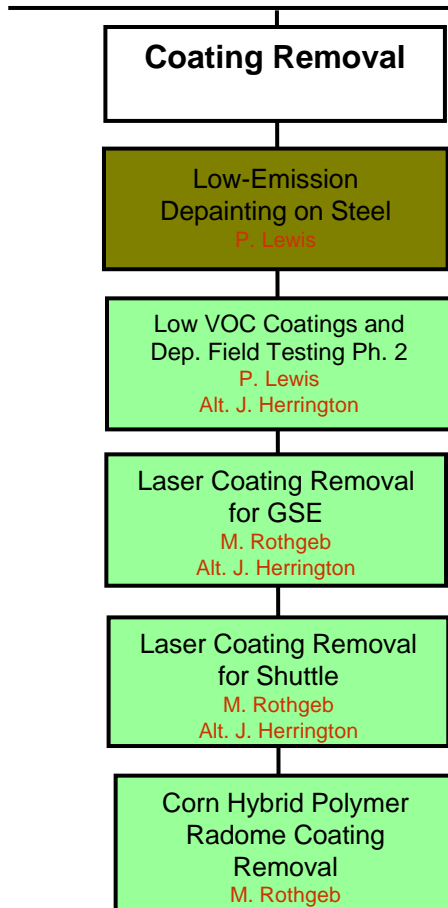 Coating Removal
Low-Emission
Depainting on Steel
P. Lewis
Low VOC Coatings and
Dep. Field Testing Ph. 2
P. Lewis
Alt. J. Herrington
Laser Coating Removal
for GSE
M. Rothgeb
Alt. J. Herrington
Laser Coating Removal
for Shuttle
M. Rothgeb
Alt. J. Herrington
Corn Hybrid Polymer
Radome Coating
Removal
M. Rothgeb